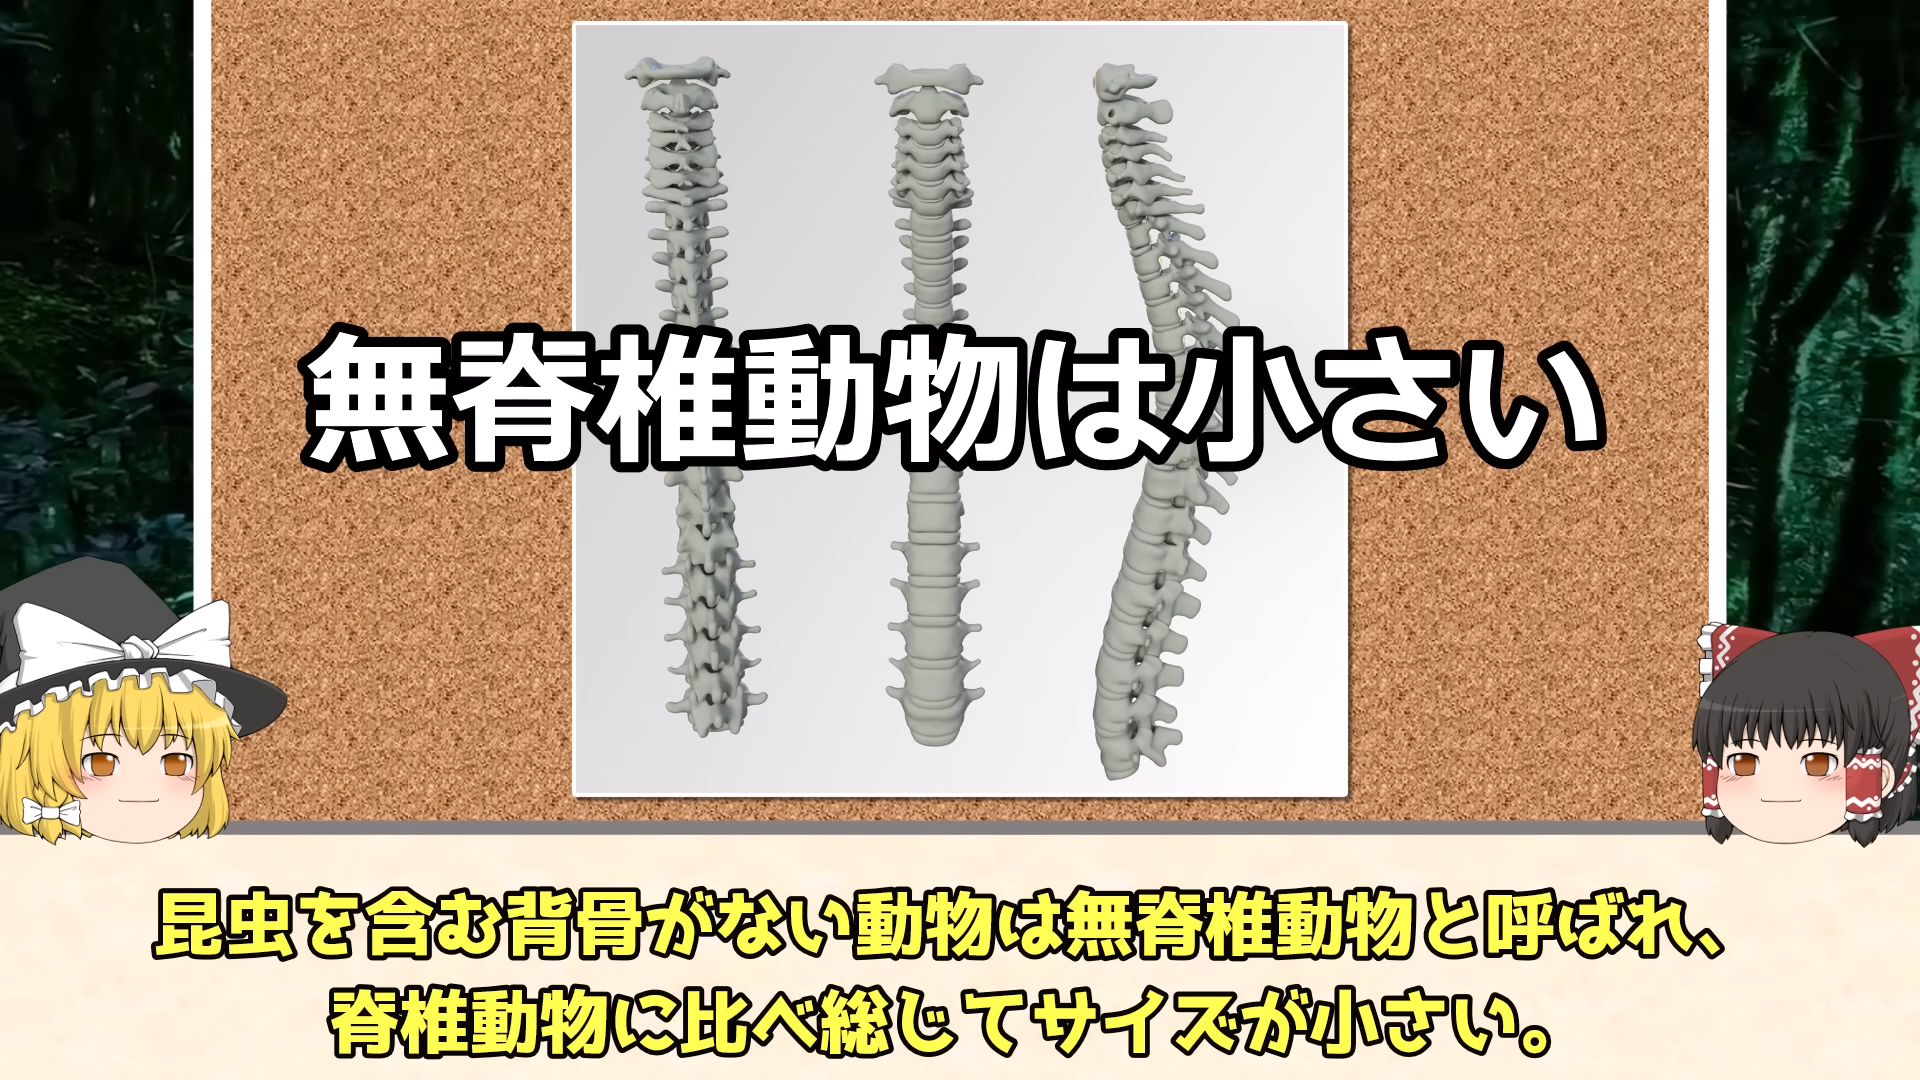 無脊椎動物は小さい
昆虫を含む背骨がない動物は無脊椎動物と呼ばれ、
脊椎動物に比べ総じてサイズが小さい。